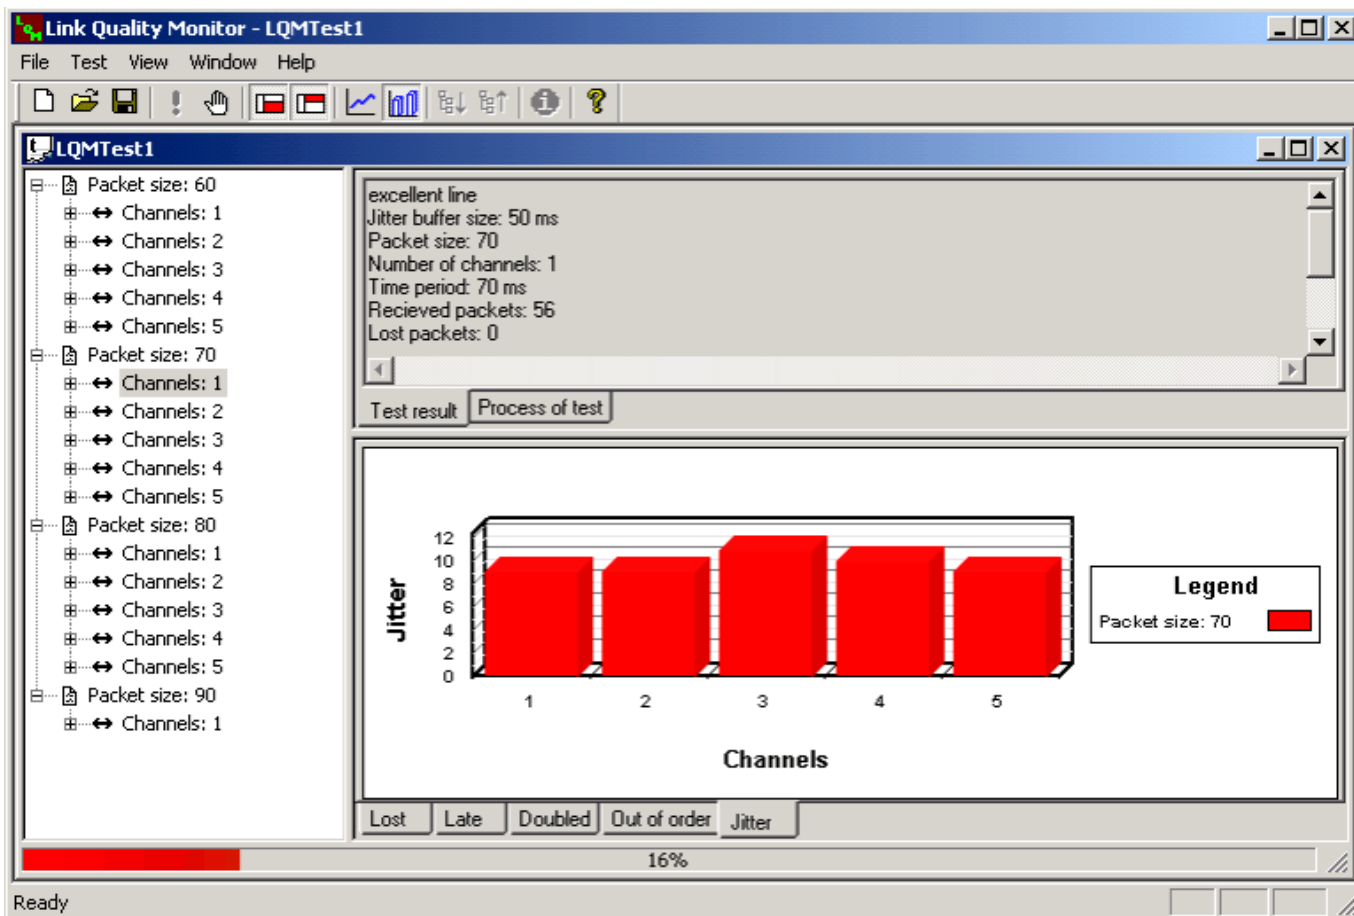 Link Quality Monitor - LQMTest1
File Test View Window Help
LQMTest1
Packet size: 60
Channels: 1
Channels: 2
Channels: 3
Channels: 4
Channels: 5
Packet size: 70
Channels: 1
Channels: 2
Channels: 3
Channels: 4
Channels: 5
Packet size: 80
Channels: 1
Channels: 2
Channels: 3
Channels: 4
Channels: 5
Packet size: 90
Channels: 1
excellent line
Jitter buffer size: 50 ms
Packet size: 70
Number of channels: 1
Time period: 70 ms
Recieved packets: 56
Lost packets: 0
Test result Process of test
Jitter
12
10
8
6
4
2
0
1 2 3 4 5
Channels
Legend
Packet size: 70
Lost Late Doubled Out of order Jitter
16%
Ready